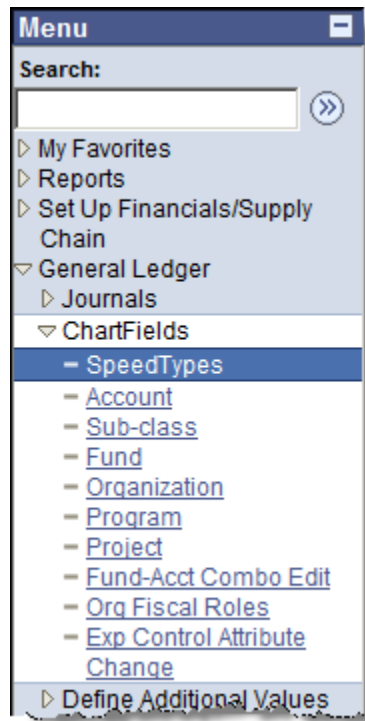 Menu
Search:
My Favorites
Reports
Set Up Financials/Supply
Chain
General Ledger
Journals
ChartFields
SpeedTypes
Account
Sub-class
Fund
Organization
Program
Project
Fund-Acct Combo Edit
Org Fiscal Roles
Exp Control Attribute
Change
Define Additional Values